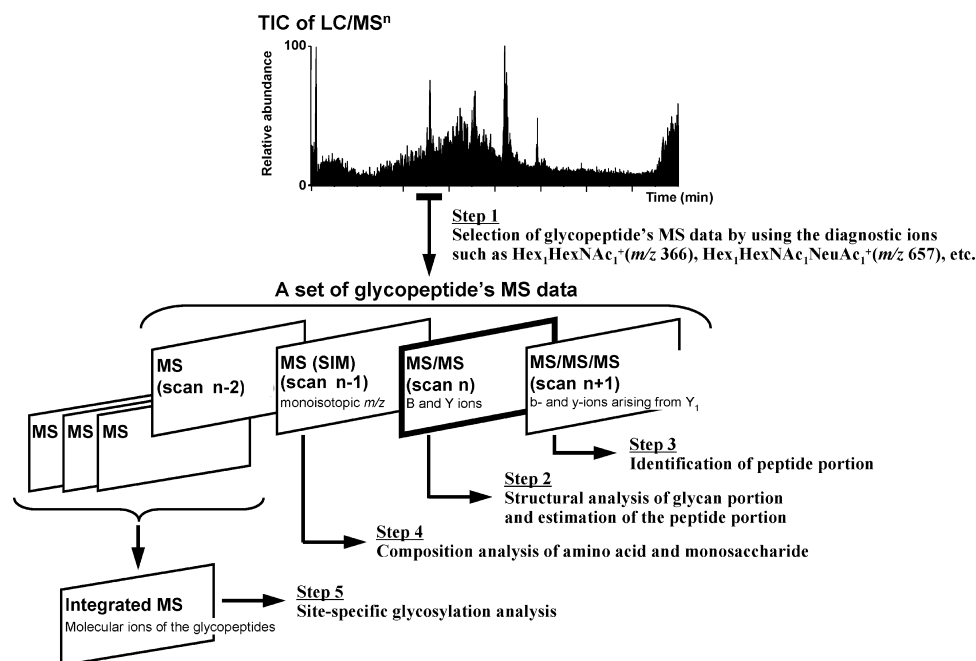 TIC of LC/MSⁿ
100
Relative abundance
0
Time (min)
Step 1
Selection of glycopeptide's MS data by using the diagnostic ions
such as Hex₁HexNAc₁⁺(m/z 366), Hex₁HexNAc₁NeuAc₁⁺(m/z 657), etc.
A set of glycopeptide's MS data
MS
(scan n-2)
MS (SIM)
(scan n-1)
monoisotopic m/z
MS/MS
(scan n)
B and Y ions
MS/MS/MS
(scan n+1)
b- and y-ions arising from Y₁
MS
MS
MS
Step 3
Identification of peptide portion
Step 2
Structural analysis of glycan portion
and estimation of the peptide portion
Step 4
Composition analysis of amino acid and monosaccharide
Integrated MS
Molecular ions of the glycopeptides
Step 5
Site-specific glycosylation analysis